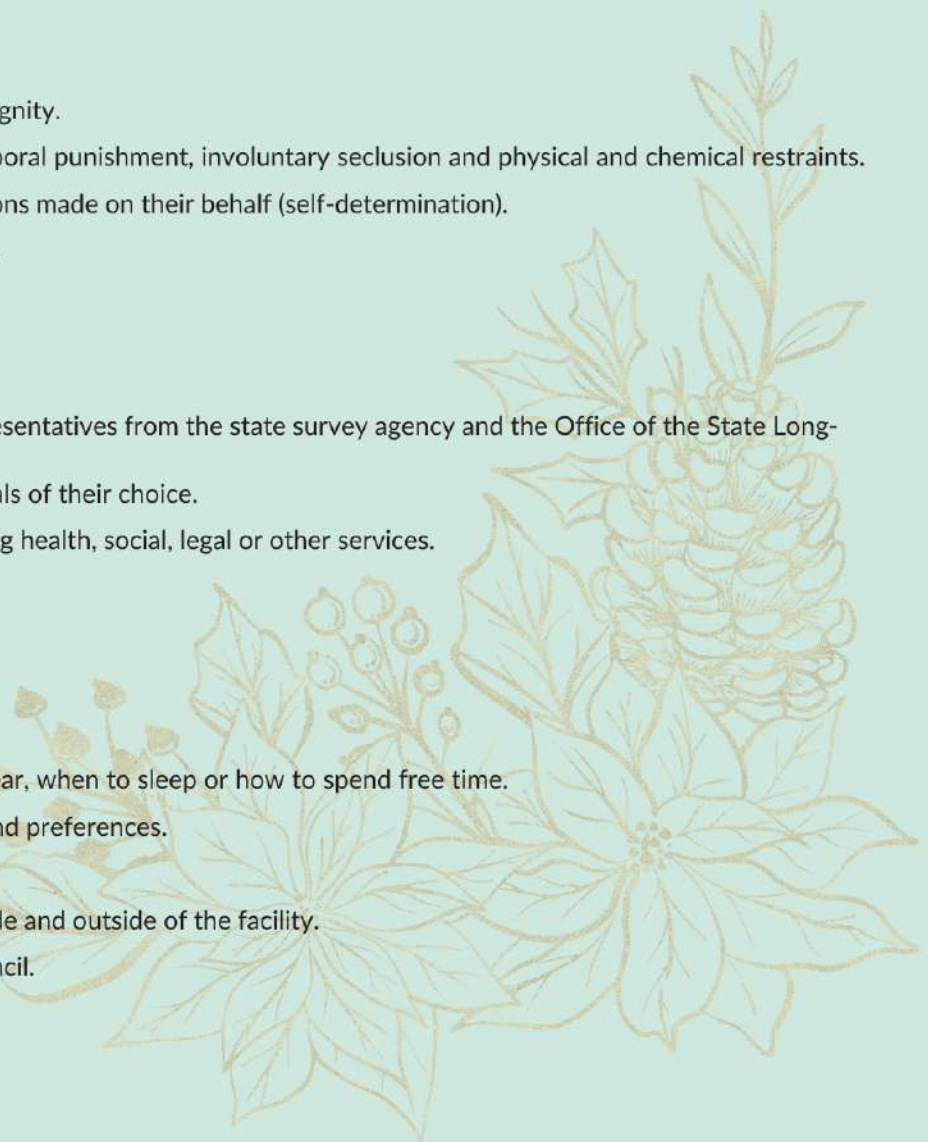 gnity.
poral punishment, involuntary seclusion and physical and chemical restraints.
ons made on their behalf (self-determination).
esentatives from the state survey agency and the Office of the State Long-
als of their choice.
g health, social, legal or other services.
ar, when to sleep or how to spend free time.
nd preferences.
de and outside of the facility.
ncil.